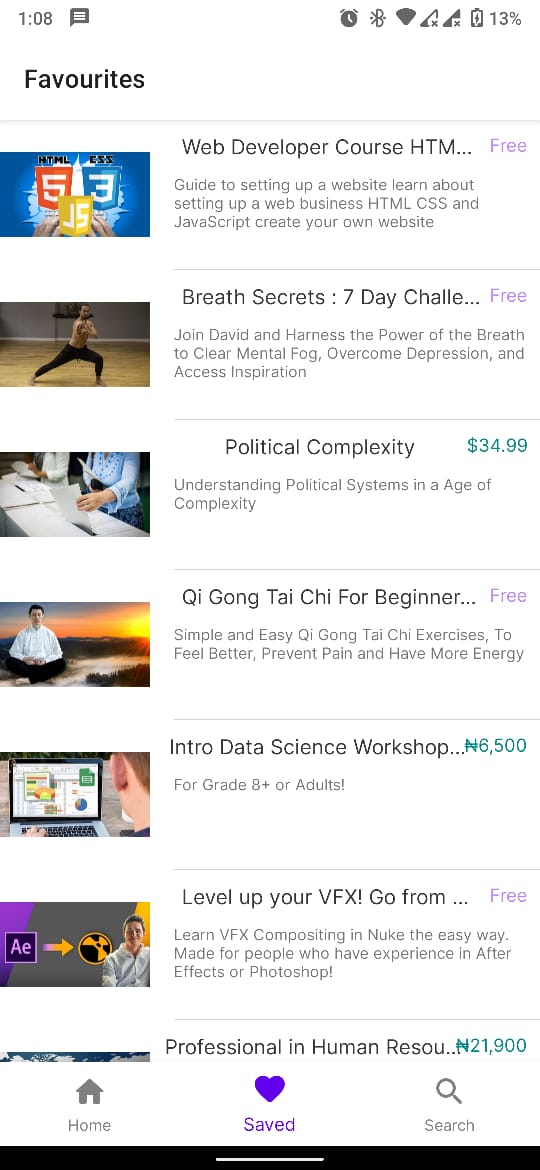 1:08
13%
Favourites
HTML CSS
5 3
JS
Web Developer Course HTM... Free
Guide to setting up a website learn about
setting up a web business HTML CSS and
JavaScript create your own website
Breath Secrets : 7 Day Challe... Free
Join David and Harness the Power of the Breath
to Clear Mental Fog, Overcome Depression, and
Access Inspiration
Political Complexity $34.99
Understanding Political Systems in a Age of
Complexity
Qi Gong Tai Chi For Beginner... Free
Simple and Easy Qi Gong Tai Chi Exercises, To
Feel Better, Prevent Pain and Have More Energy
Intro Data Science Workshop... ₦6,500
For Grade 8+ or Adults!
Ae
Level up your VFX! Go from ... Free
Learn VFX Compositing in Nuke the easy way.
Made for people who have experience in After
Effects or Photoshop!
Professional in Human Resou... ₦21,900
Home Saved Search